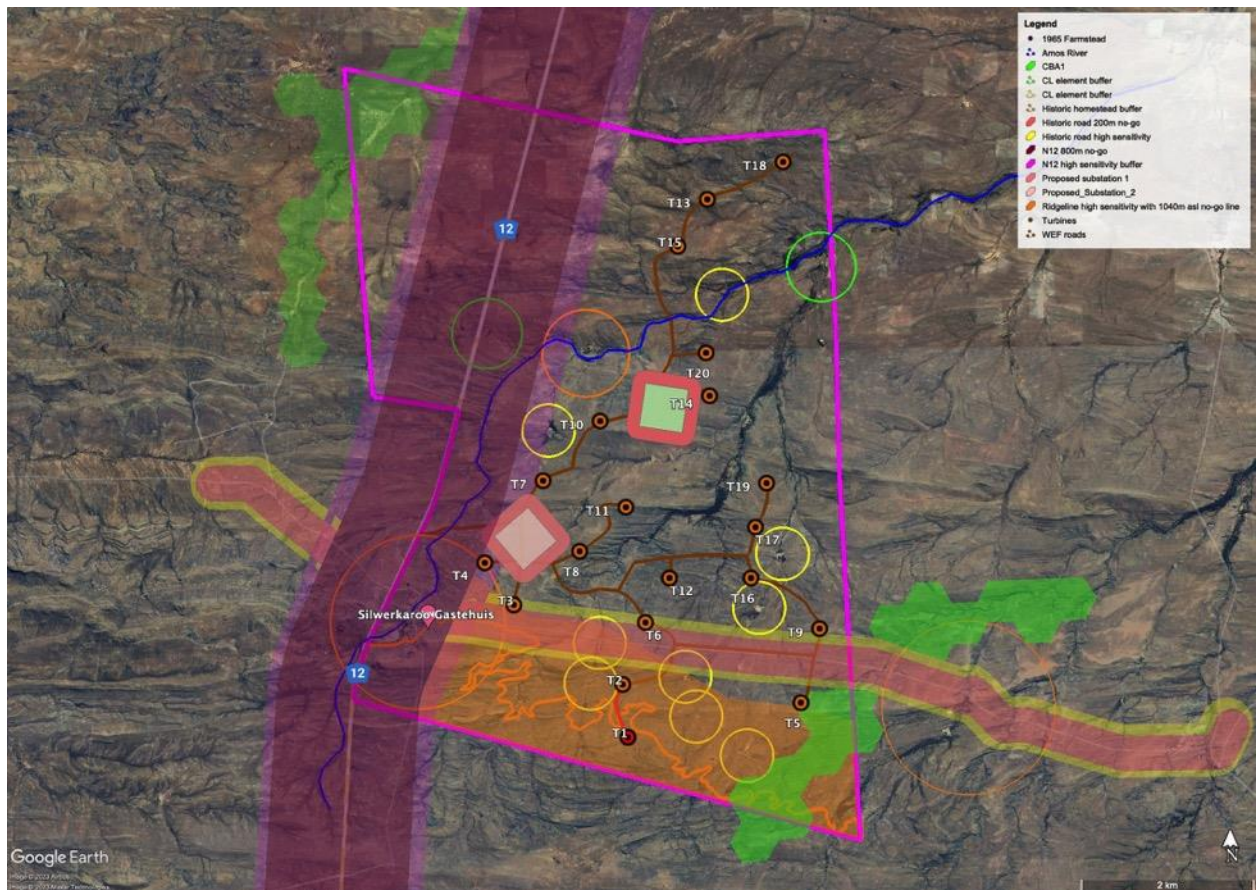 Legend
1965 Farmstead
Amos River
CBA1
CL element buffer
CL element buffer
Historic homestead buffer
Historic road 200m no-go
Historic road high sensitivity
N12 800m no-go
N12 high sensitivity buffer
Proposed substation 1
Proposed_Substation_2
Ridgeline high sensitivity with 1040m asl no-go line
Turbines
WEF roads
T18
T13
12
T15
T20
T14
T10
T7
T19
T11
T17
T8
T4
T12
T16
T3
Silwerkaroo Gastehuis
T6
T9
12
T2
T5
T1
Google Earth
N
2 km